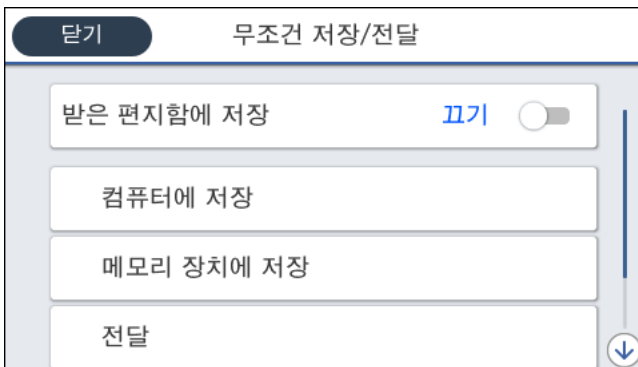 닫기 무조건 저장/전달
받은 편지함에 저장 끄기
컴퓨터에 저장
메모리 장치에 저장
전달